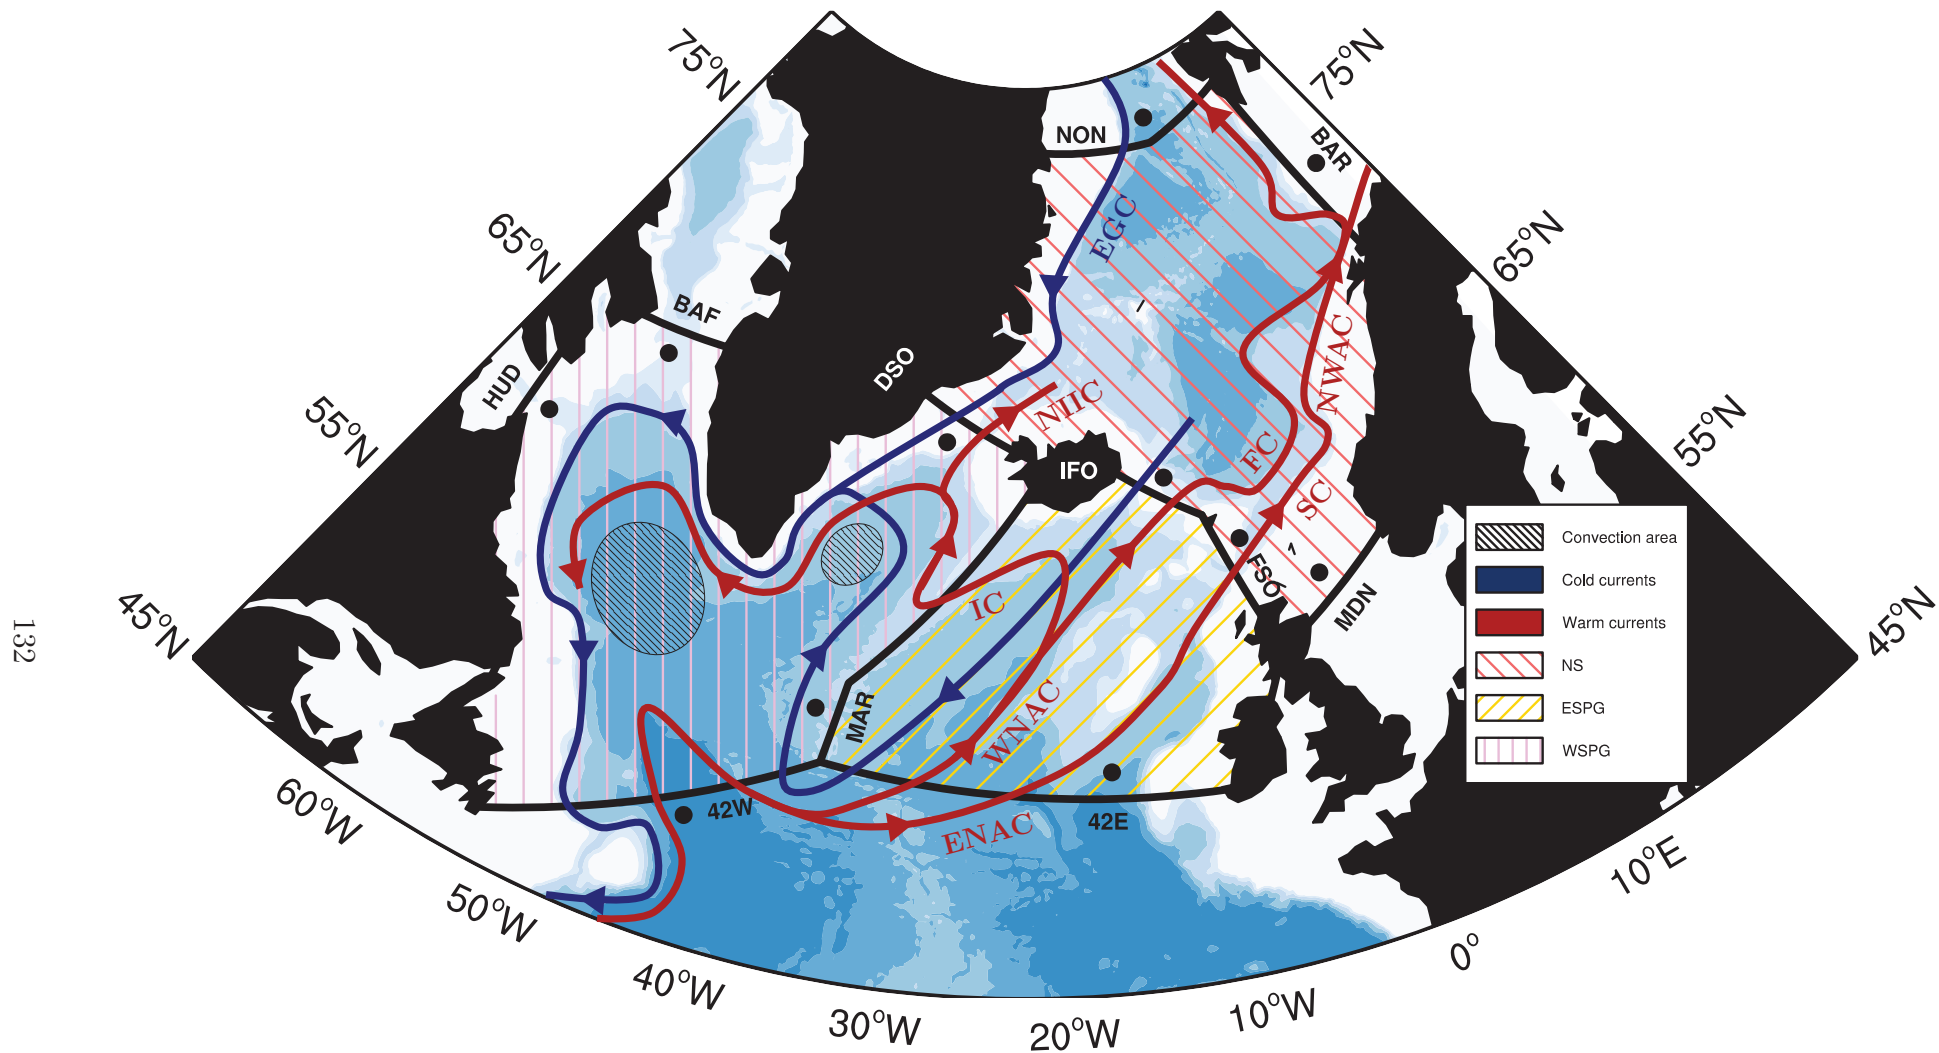 75°N
75°N
NON
BAR
65°N
65°N
EGC
BAF
HUD
DSO
NWAC
55°N
55°N
NIIC
IFO
FC
SC
FSO
MDN
45°N
45°N
132
IC
MAR
WNAC
42W
ENAC
42E
Convection area
Cold currents
Warm currents
NS
ESPG
WSPG
60°W
50°W
40°W
30°W
20°W
10°W
0°
10°E